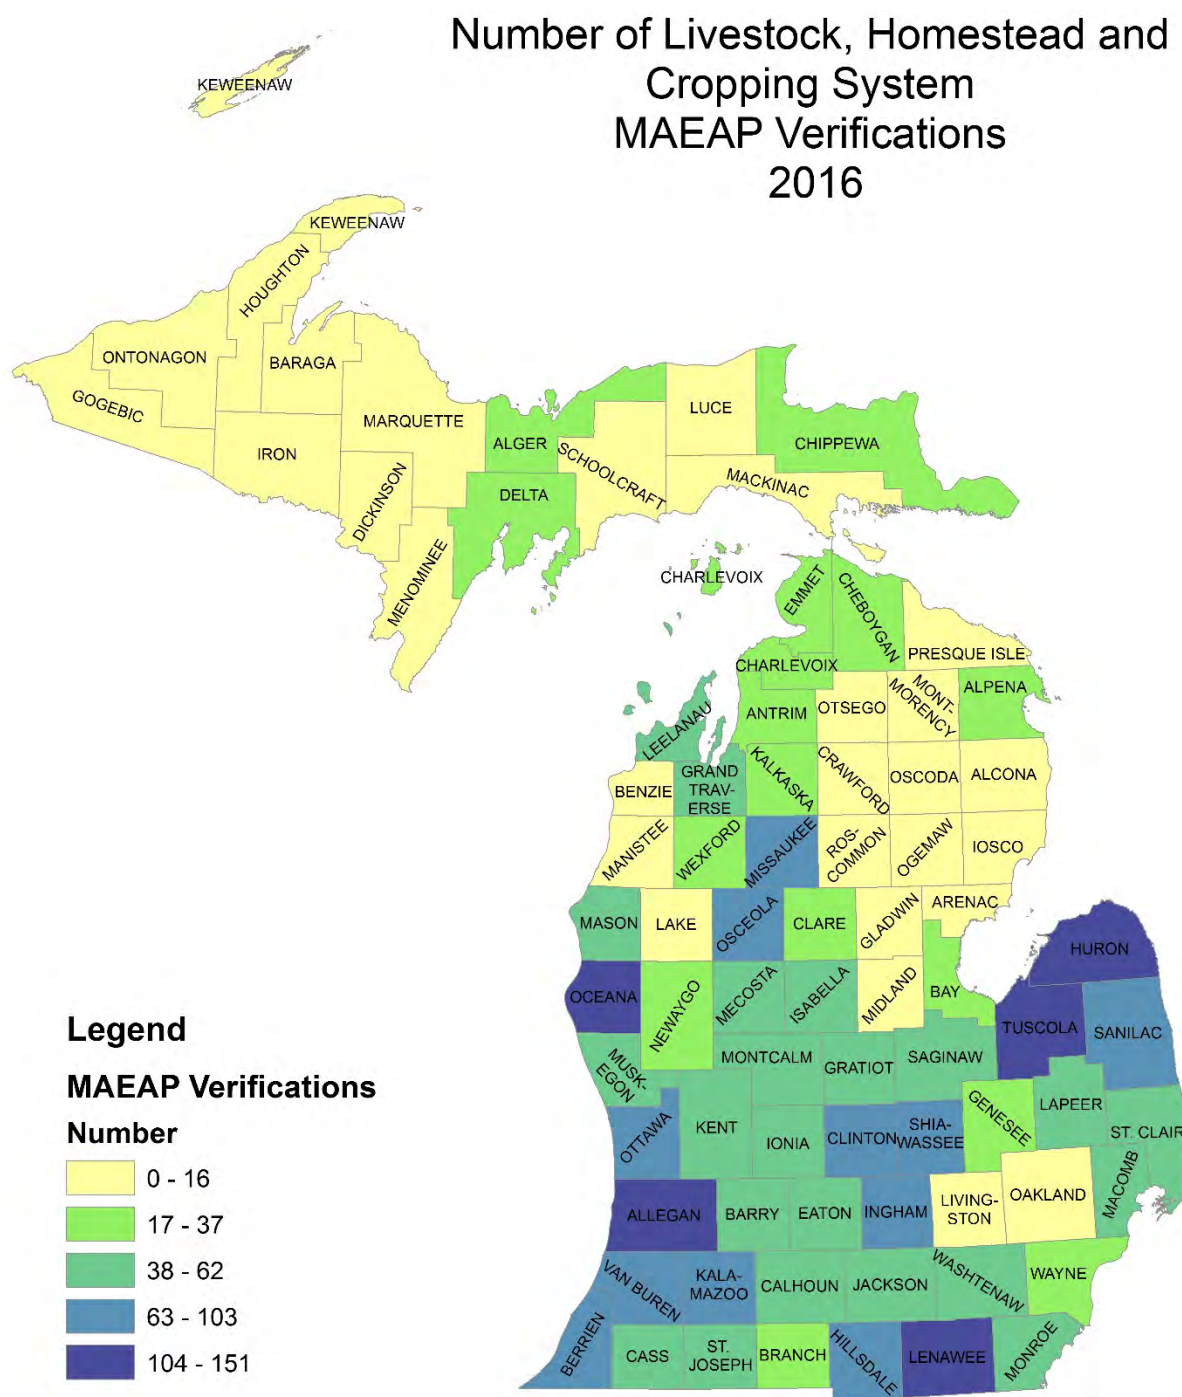 Number of Livestock, Homestead and
Cropping System
MAEAP Verifications
2016
KEWEENAW
KEWEENAW
HOUGHTON
ONTONAGON
BARAGA
GOGEBIC
MARQUETTE
IRON
DICKINSON
MENOMINEE
ALGER
DELTA
SCHOOLCRAFT
LUCE
MACKINAC
CHIPPEWA
CHARLEVOIX
EMMET
CHEBOYGAN
PRESQUE ISLE
CHARLEVOIX
ANTRIM
OTSEGO
MONT-
MORENCY
ALPENA
LEELANAU
GRAND
TRAV-
ERSE
KALKASKA
CRAWFORD
OSCODA
ALCONA
BENZIE
MANISTEE
WEXFORD
MISSAUKEE
ROS-
COMMON
OGEMAW
IOSCO
MASON
LAKE
OSCEOLA
CLARE
GLADWIN
ARENAC
HURON
OCEANA
NEWAYGO
MECOSTA
ISABELLA
MIDLAND
BAY
TUSCOLA
SANILAC
MUSK-
EGON
MONTCALM
GRATIOT
SAGINAW
GENESEE
LAPEER
ST. CLAIR
OTTAWA
KENT
IONIA
CLINTON
SHIA-
WASSEE
ALLEGAN
BARRY
EATON
INGHAM
LIVING-
STON
OAKLAND
MACOMB
VAN BUREN
KALA-
MAZOO
CALHOUN
JACKSON
WASHTENAW
WAYNE
BERRIEN
CASS
ST.
JOSEPH
BRANCH
HILLSDALE
LENAWEE
MONROE
Legend
MAEAP Verifications
Number
0 - 16
17 - 37
38 - 62
63 - 103
104 - 151